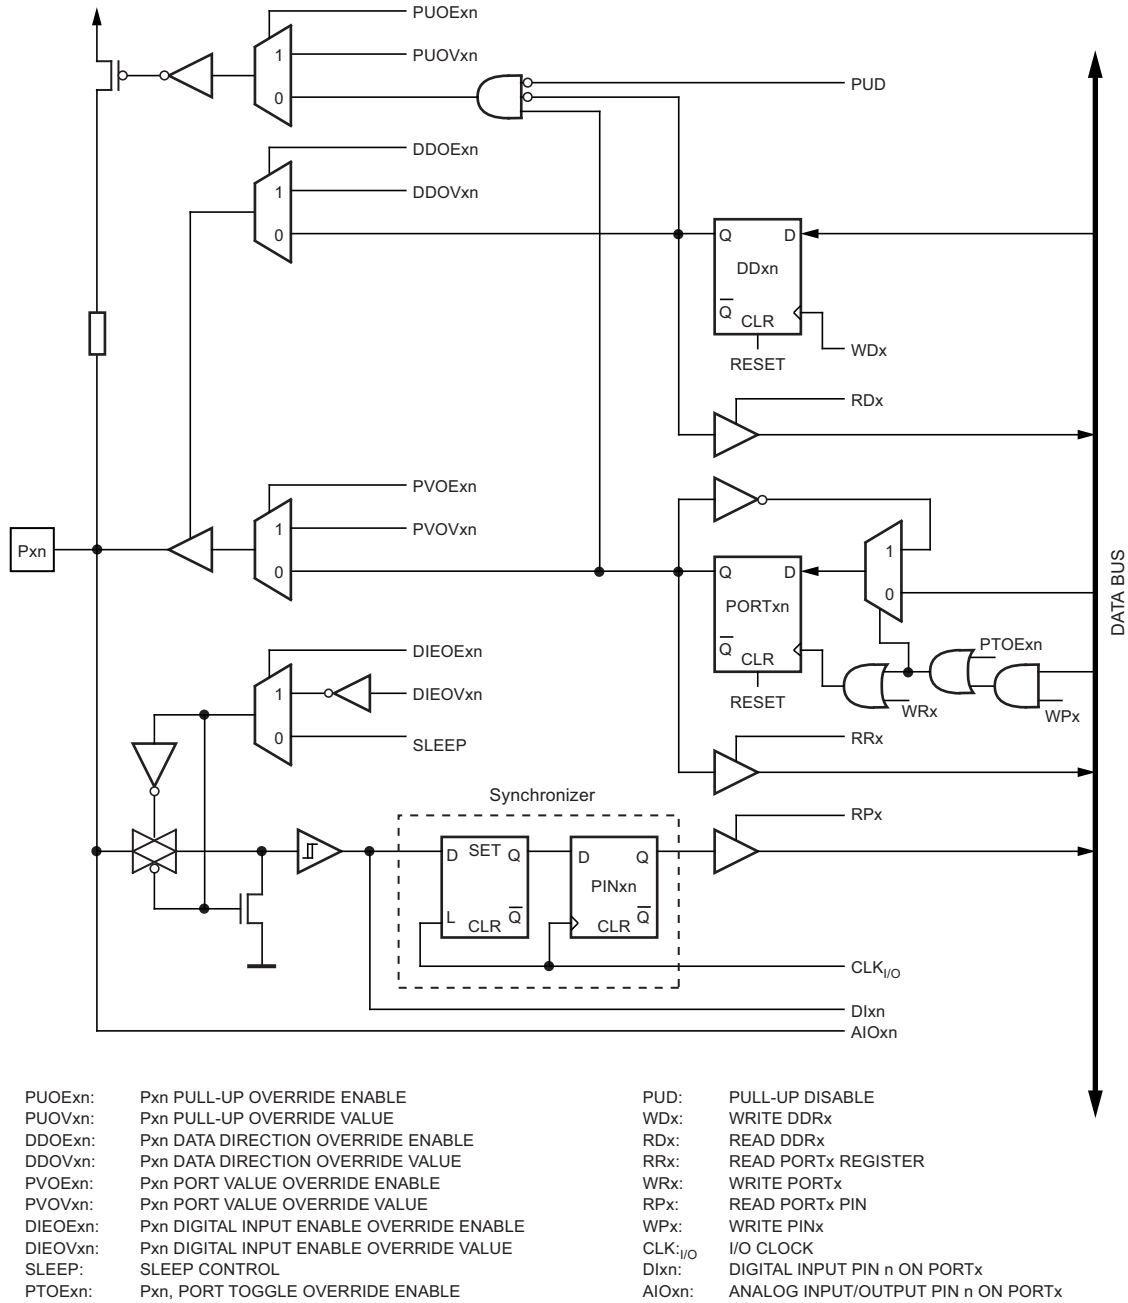 PUOExn
PUOVxn
1
0
PUD
DDOExn
DDOVxn
1
0
Q D
DDxn
Q
CLR
WDx
RESET
RDx
PVOExn
PVOVxn
1
0
Pxn
1
0
Q D
PORTxn
Q
CLR
PTOExn
DATA BUS
RESET
WRx
WPx
DIEOExn
DIEOVxn
1
0
SLEEP
RRx
Synchronizer
RPx
D SET Q
L CLR Q
D Q
PINxn
CLR Q
CLKI/O
DIxn
AIOxn
PUOExn: Pxn PULL-UP OVERRIDE ENABLE
PUOVxn: Pxn PULL-UP OVERRIDE VALUE
DDOExn: Pxn DATA DIRECTION OVERRIDE ENABLE
DDOVxn: Pxn DATA DIRECTION OVERRIDE VALUE
PVOExn: Pxn PORT VALUE OVERRIDE ENABLE
PVOVxn: Pxn PORT VALUE OVERRIDE VALUE
DIEOExn: Pxn DIGITAL INPUT ENABLE OVERRIDE ENABLE
DIEOVxn: Pxn DIGITAL INPUT ENABLE OVERRIDE VALUE
SLEEP: SLEEP CONTROL
PTOExn: Pxn, PORT TOGGLE OVERRIDE ENABLE
PUD: PULL-UP DISABLE
WDx: WRITE DDRx
RDx: READ DDRx
RRx: READ PORTx REGISTER
WRx: WRITE PORTx
RPx: READ PORTx PIN
WPx: WRITE PINx
CLK:I/O I/O CLOCK
DIxn: DIGITAL INPUT PIN n ON PORTx
AIOxn: ANALOG INPUT/OUTPUT PIN n ON PORTx